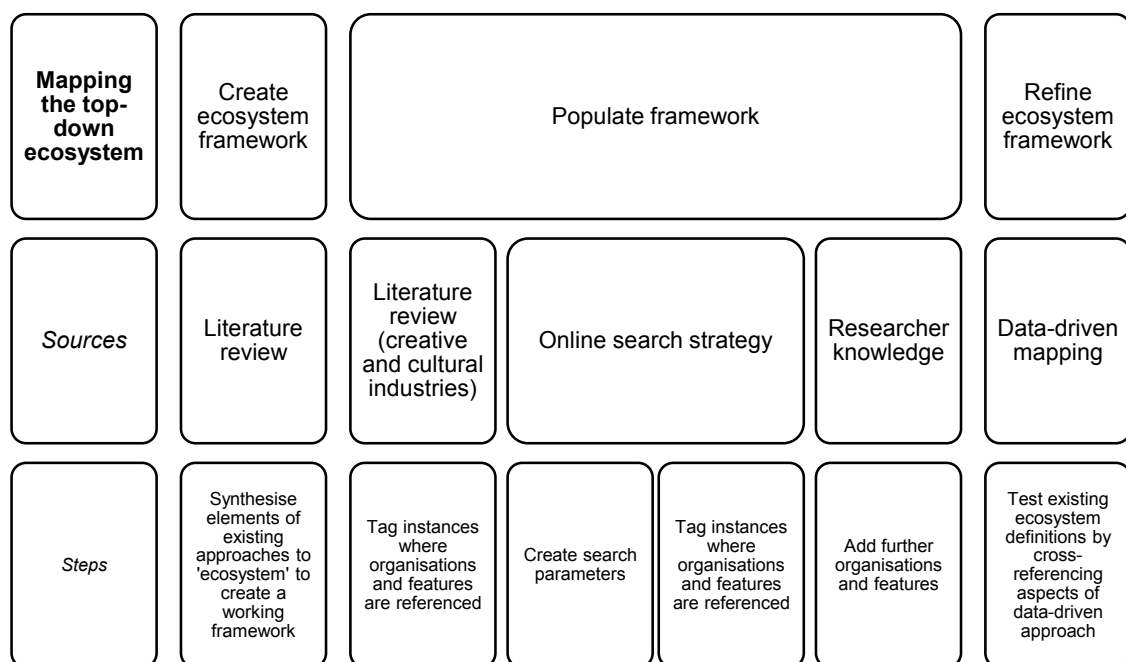 Mapping
the top-
down
ecosystem
Create
ecosystem
framework
Populate framework
Refine
ecosystem
framework
Sources
Literature
review
Literature
review
(creative
and cultural
industries)
Online search strategy
Researcher
knowledge
Data-driven
mapping
Steps
Synthesise
elements of
existing
approaches to
'ecosystem' to
create a
working
framework
Tag instances
where
organisations
and features
are referenced
Create search
parameters
Tag instances
where
organisations
and features
are referenced
Add further
organisations
and features
Test existing
ecosystem
definitions by
cross-
referencing
aspects of
data-driven
approach